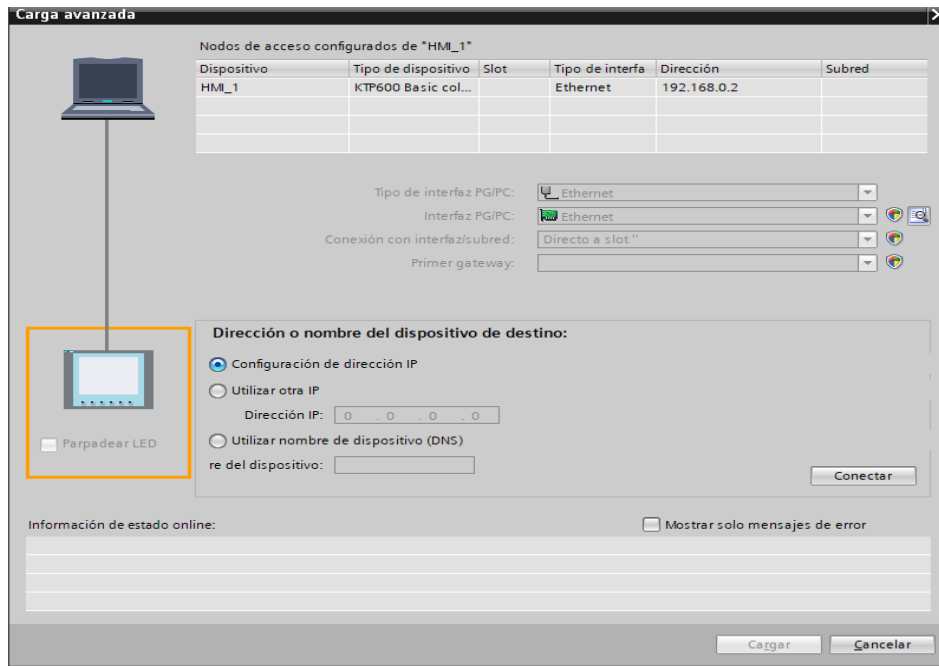 Carga avanzada
Nodos de acceso configurados de "HMI_1"
Dispositivo Tipo de dispositivo Slot Tipo de interfa Dirección Subred
HMI_1 KTP600 Basic col... Ethernet 192.168.0.2
Tipo de interfaz PG/PC: Ethernet
Interfaz PG/PC: Ethernet
Conexión con interfaz/subred: Directo a slot ''
Primer gateway:
Dirección o nombre del dispositivo de destino:
Configuración de dirección IP
Utilizar otra IP
Dirección IP: 0 . 0 . 0 . 0
Parpadear LED
Utilizar nombre de dispositivo (DNS)
re del dispositivo:
Conectar
Información de estado online:
Mostrar solo mensajes de error
Cargar Cancelar